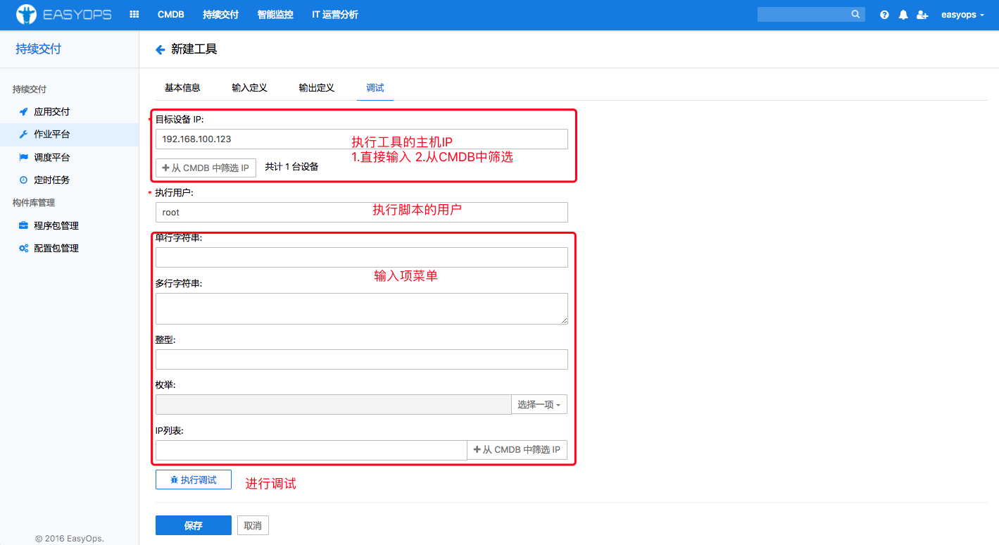 EASYOPS CMDB 持续交付 智能监控 IT 运营分析 easyops
持续交付
新建工具
持续交付
应用交付
作业平台
调度平台
定时任务
构件库管理
程序包管理
配置包管理
© 2016 EasyOps.
基本信息 输入定义 输出定义 调试
* 目标设备 IP:
192.168.100.123
执行工具的主机IP
1.直接输入 2.从CMDB中筛选
从 CMDB 中筛选 IP 共计 1 台设备
* 执行用户:
root
执行脚本的用户
单行字符串:
输入项菜单
多行字符串:
整型:
枚举:
选择一项
IP列表:
从 CMDB 中筛选 IP
执行调试 进行调试
保存 取消